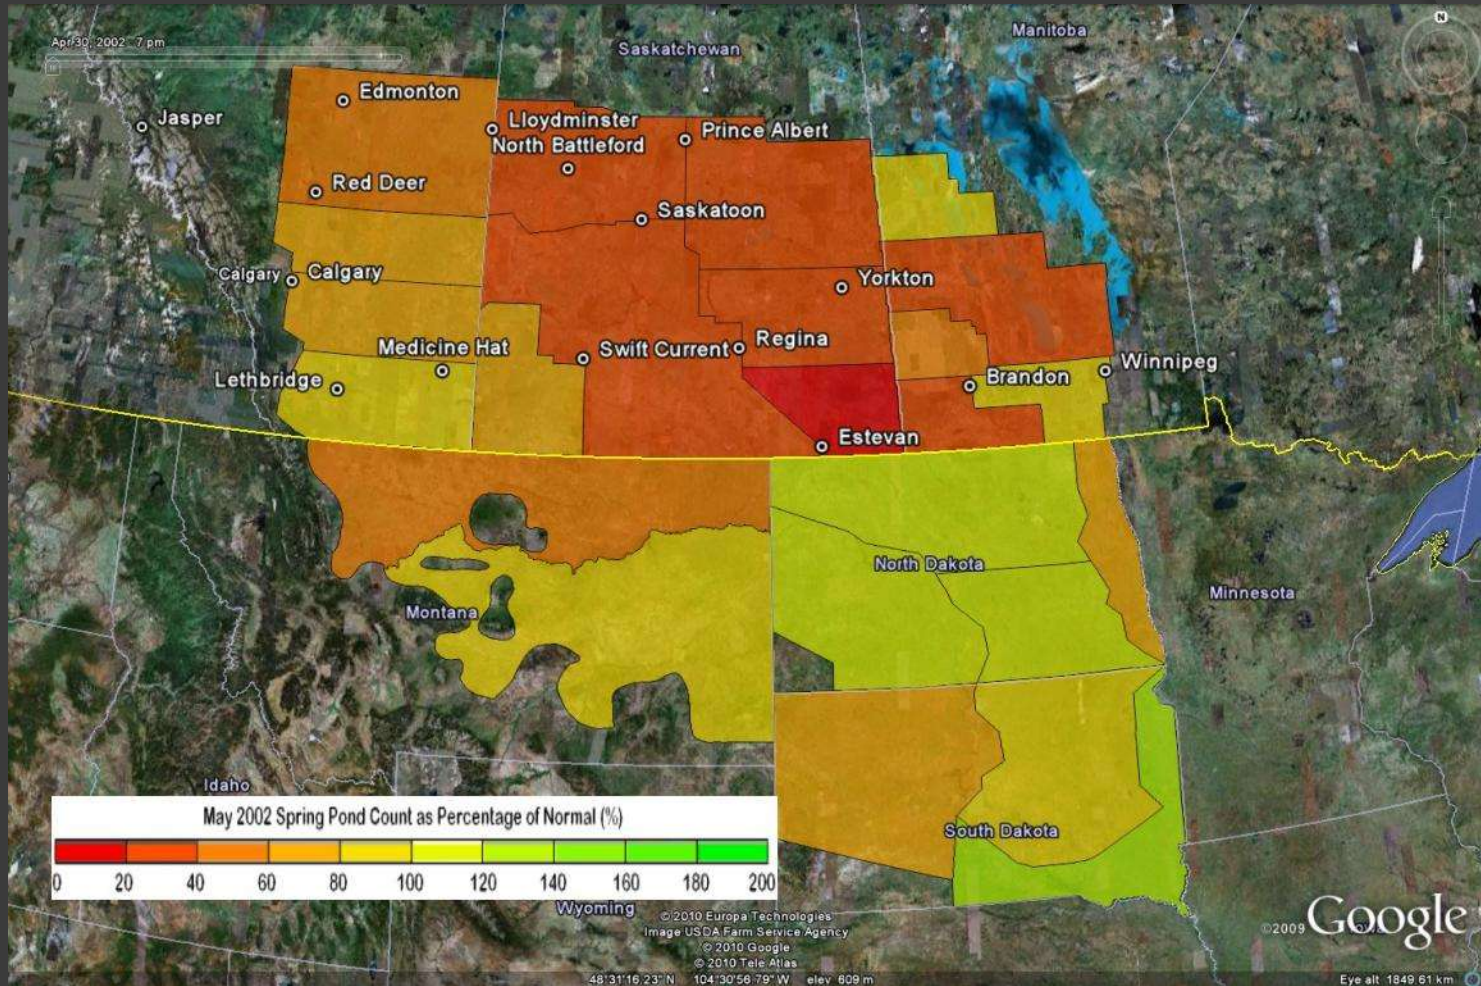 Apr 30, 2002 7 pm
Saskatchewan
Manitoba
N
Edmonton
Jasper
Lloydminster
North Battleford
Prince Albert
Red Deer
Saskatoon
Calgary
Calgary
Yorkton
Medicine Hat
Swift Current
Regina
Winnipeg
Lethbridge
Brandon
Estevan
North Dakota
Minnesota
Montana
Idaho
South Dakota
May 2002 Spring Pond Count as Percentage of Normal (%)
0 20 40 60 80 100 120 140 160 180 200
Wyoming
© 2010 Europa Technologies
Image USDA Farm Service Agency
© 2010 Google
© 2010 Tele Atlas
©2009 Google
48°31'16.23" N 104°30'56.79" W elev 609 m
Eye alt 1849.61 km